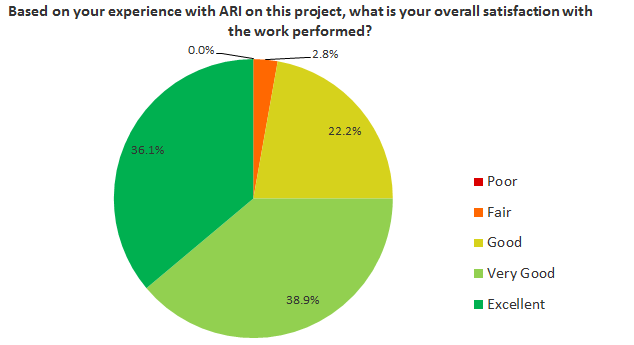 Based on your experience with ARI on this project, what is your overall satisfaction with
the work performed?
0.0%
2.8%
22.2%
36.1%
38.9%
Poor
Fair
Good
Very Good
Excellent